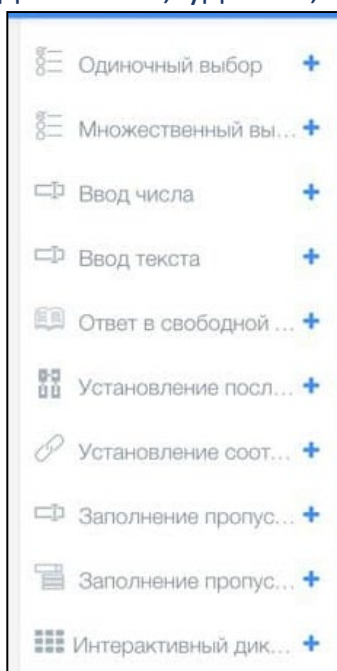 Одиночный выбор
Множественный вы...
Ввод числа
Ввод текста
Ответ в свободной ...
Установление посл...
Установление соот...
Заполнение пропус...
Заполнение пропус...
Интерактивный дик...